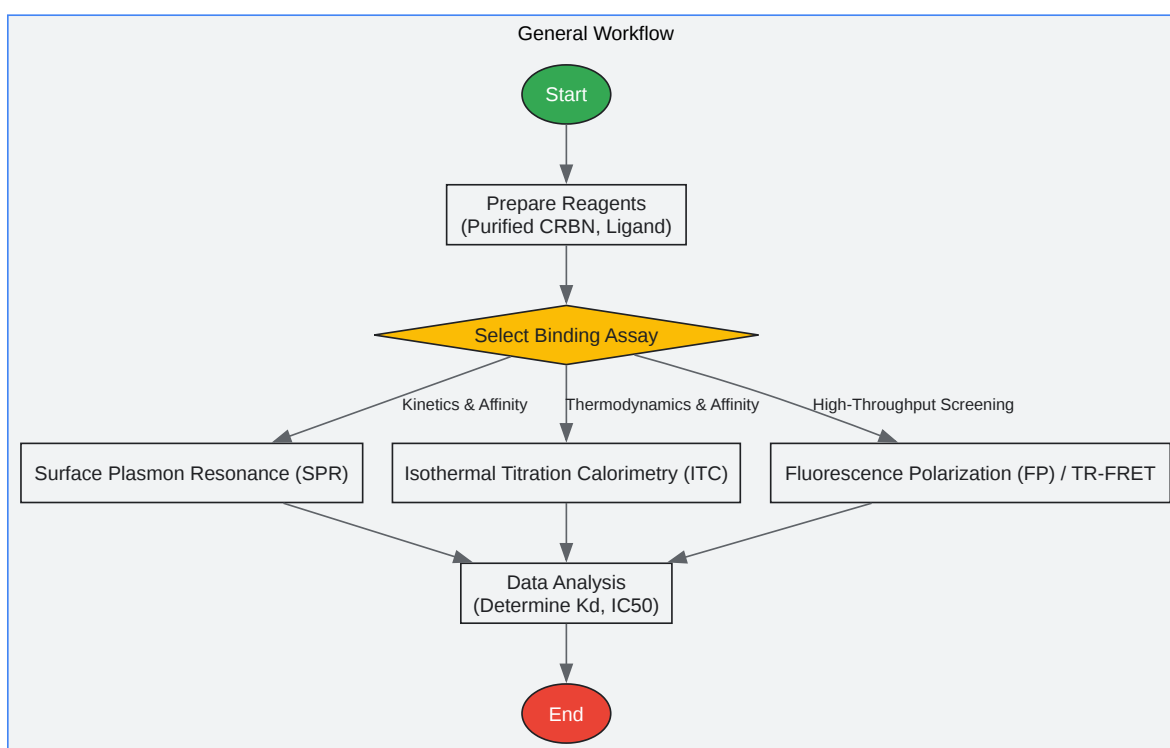 General Workflow
Start
Prepare Reagents
(Purified CRBN, Ligand)
Select Binding Assay
Kinetics & Affinity
Thermodynamics & Affinity
High-Throughput Screening
Surface Plasmon Resonance (SPR)
Isothermal Titration Calorimetry (ITC)
Fluorescence Polarization (FP) / TR-FRET
Data Analysis
(Determine Kd, IC50)
End